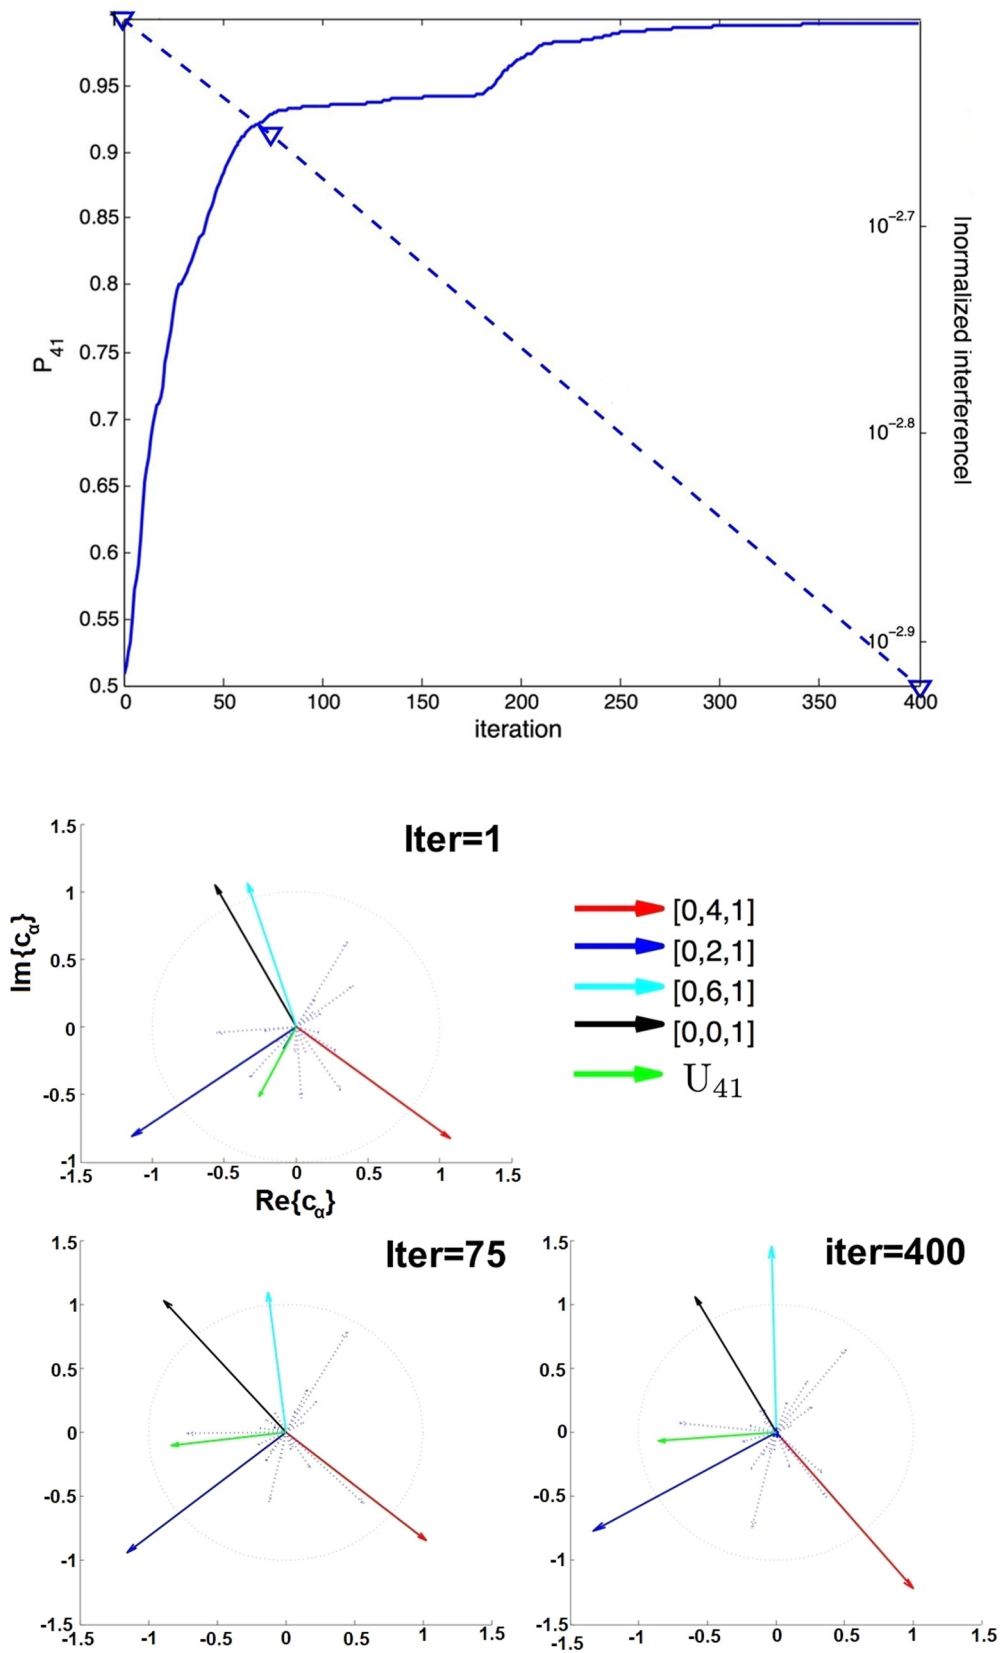 0.95
0.9
0.85
0.8
0.75
0.7
0.65
0.6
0.55
0.5
P41
0 50 100 150 200 250 300 350 400
iteration
10−2.7
10−2.8
10−2.9
|normalized interference|
Iter=1
1.5
1
0.5
0
-0.5
-1
Im{cα}
-1.5 -1 -0.5 0 0.5 1 1.5
Re{cα}
[0,4,1]
[0,2,1]
[0,6,1]
[0,0,1]
U41
Iter=75
1.5
1
0.5
0
-0.5
-1
-1.5
-1.5 -1 -0.5 0 0.5 1 1.5
iter=400
1.5
1
0.5
0
-0.5
-1
-1.5
-1.5 -1 -0.5 0 0.5 1 1.5